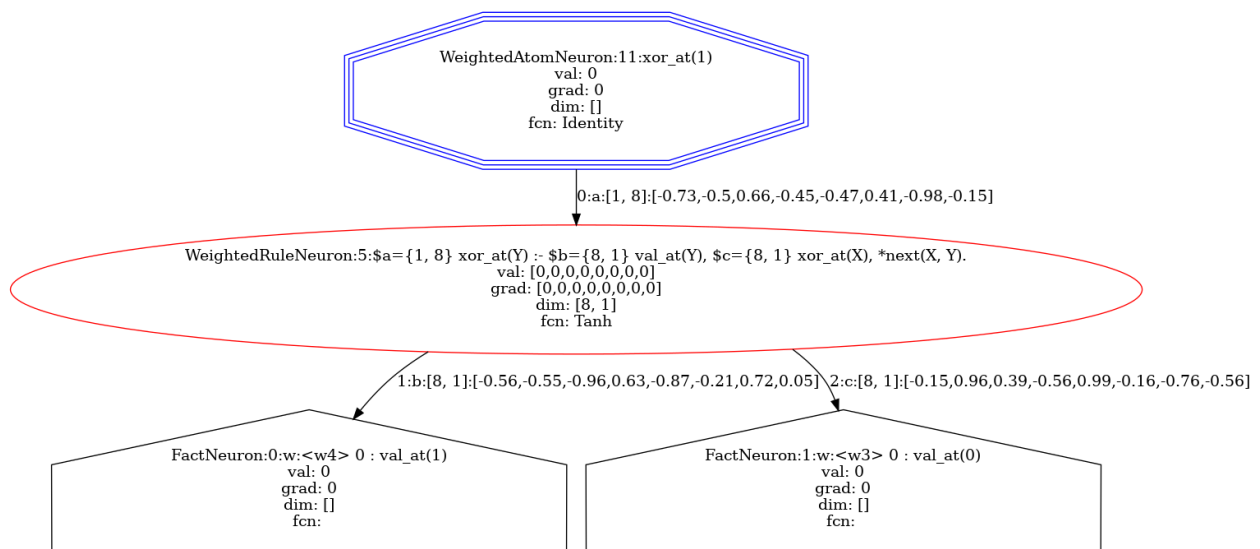 WeightedAtomNeuron:11:xor_at(1)
val: 0
grad: 0
dim: []
fcn: Identity
0:a:[1, 8]:[-0.73,-0.5,0.66,-0.45,-0.47,0.41,-0.98,-0.15]
WeightedRuleNeuron:5:$a={1, 8} xor_at(Y) :- $b={8, 1} val_at(Y), $c={8, 1} xor_at(X), *next(X, Y).
val: [0,0,0,0,0,0,0,0]
grad: [0,0,0,0,0,0,0,0]
dim: [8, 1]
fcn: Tanh
1:b:[8, 1]:[-0.56,-0.55,-0.96,0.63,-0.87,-0.21,0.72,0.05]
2:c:[8, 1]:[-0.15,0.96,0.39,-0.56,0.99,-0.16,-0.76,-0.56]
FactNeuron:0:w:<w4> 0 : val_at(1)
val: 0
grad: 0
dim: []
fcn:
FactNeuron:1:w:<w3> 0 : val_at(0)
val: 0
grad: 0
dim: []
fcn: